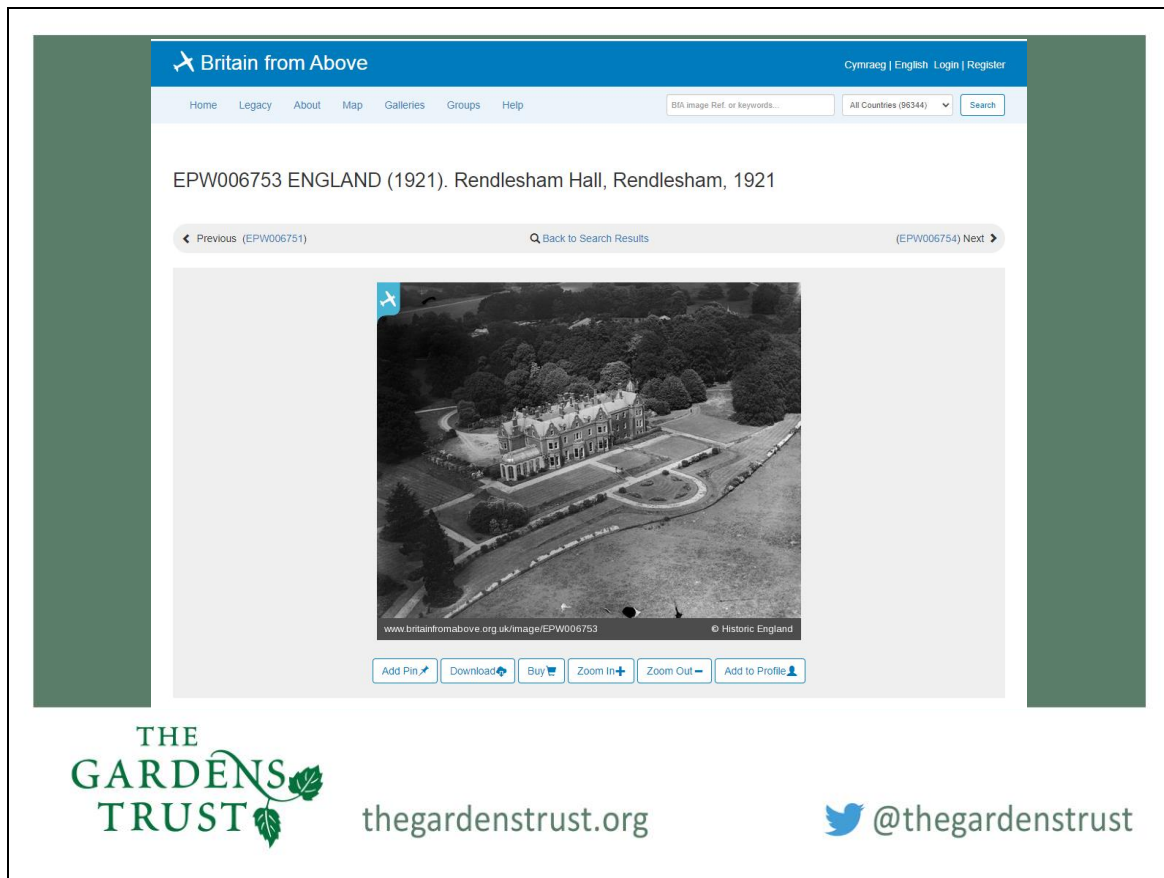 Britain from Above
Cymraeg | English Login | Register
Home Legacy About Map Galleries Groups Help
BfA image Ref. or keywords... All Countries (96344) Search
EPW006753 ENGLAND (1921). Rendlesham Hall, Rendlesham, 1921
Previous (EPW006751) Back to Search Results (EPW006754) Next
www.britainfromabove.org.uk/image/EPW006753 © Historic England
Add Pin Download Buy Zoom In Zoom Out Add to Profile
THE
GARDENS
TRUST
thegardenstrust.org
@thegardenstrust